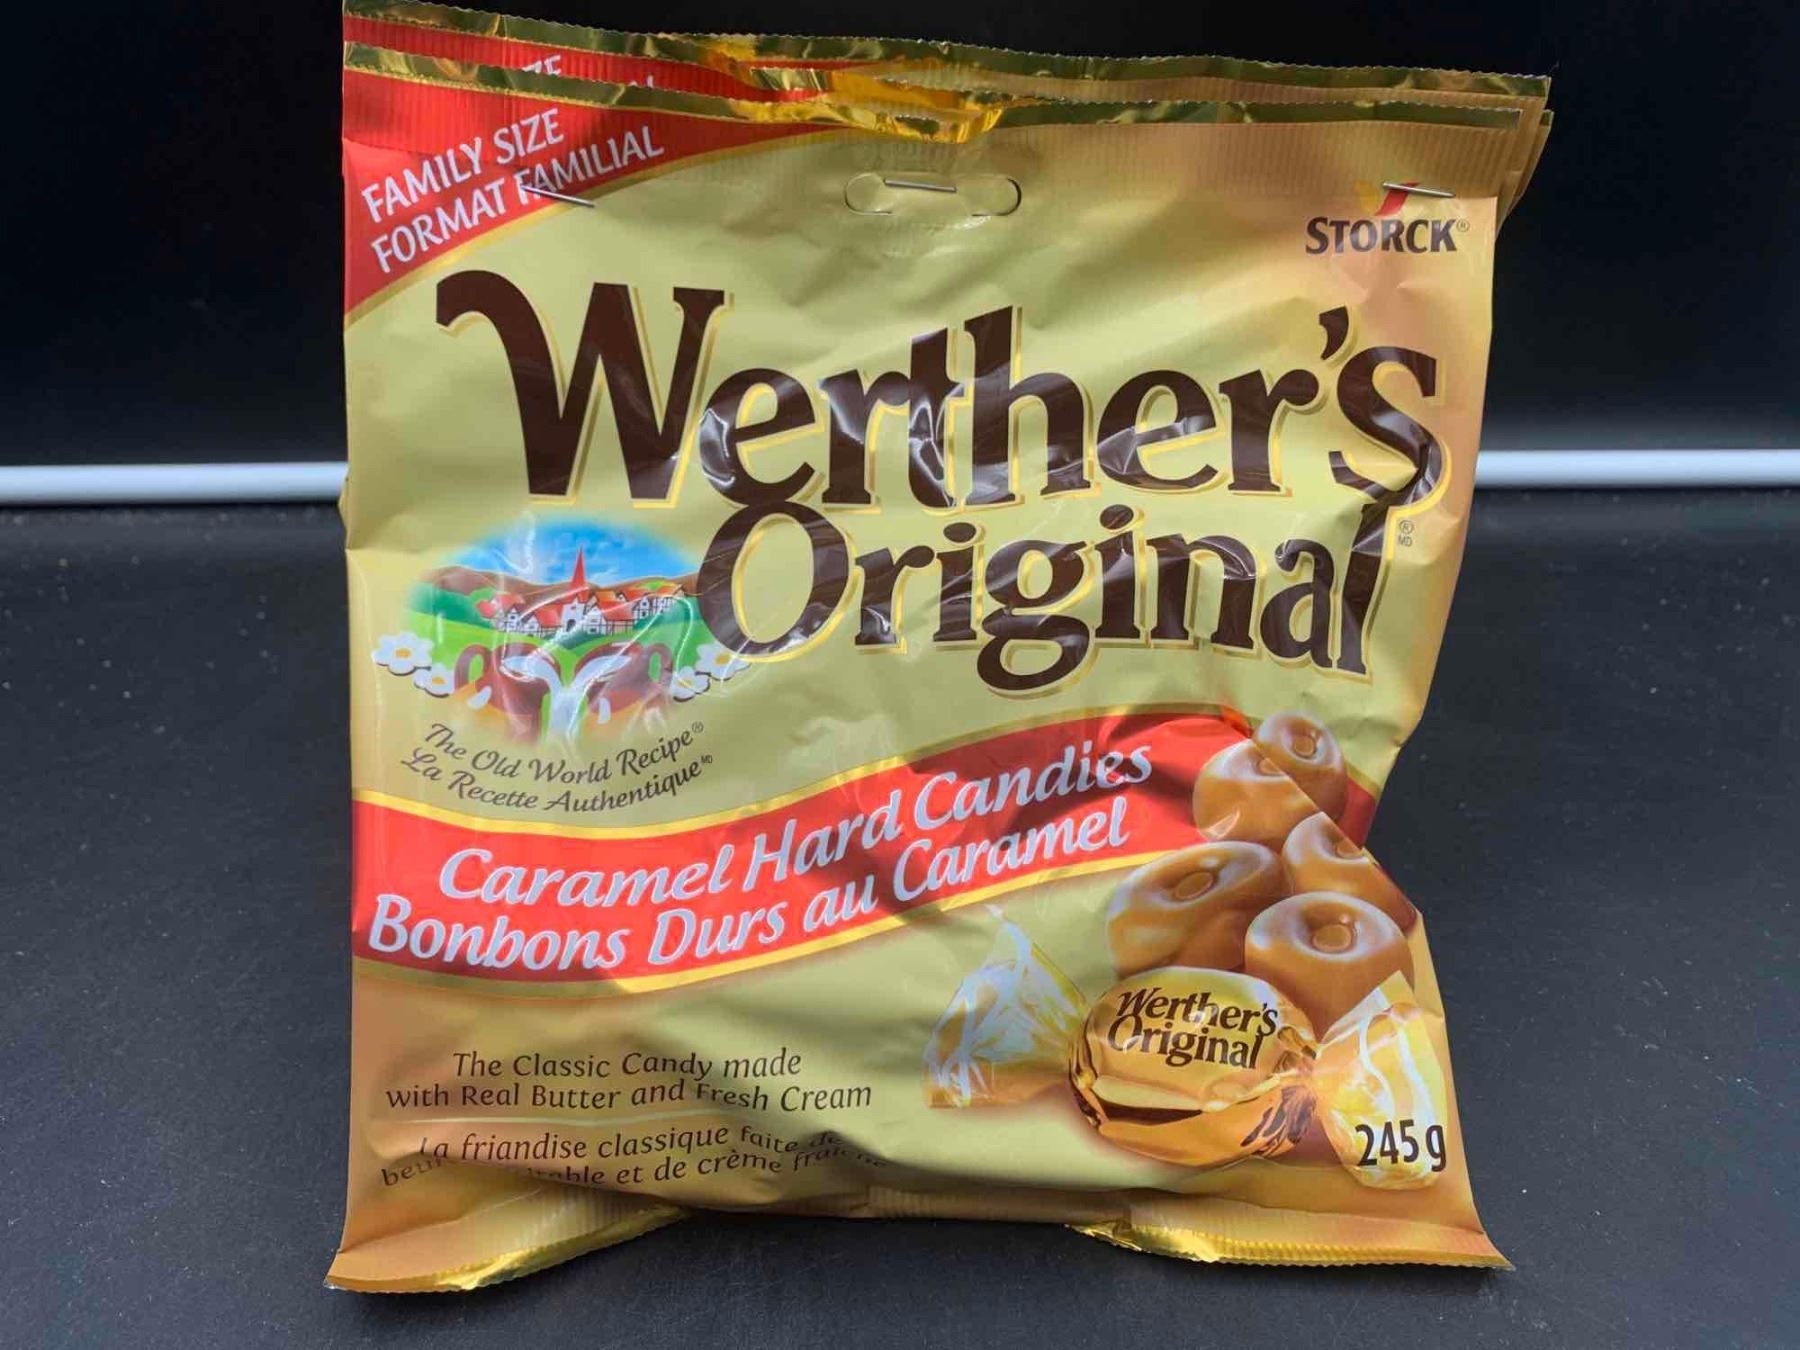 FAMILY SIZE
FORMAT FAMILIAL
STORCK®
Werther's
Original
® MD
The Old World Recipe®
La Recette Authentique MD
Caramel Hard Candies
Bonbons Durs au Caramel
Werther's
Original
The Classic Candy made
with Real Butter and Fresh Cream
La friandise classique faite de
et de crème fraîche
245 g